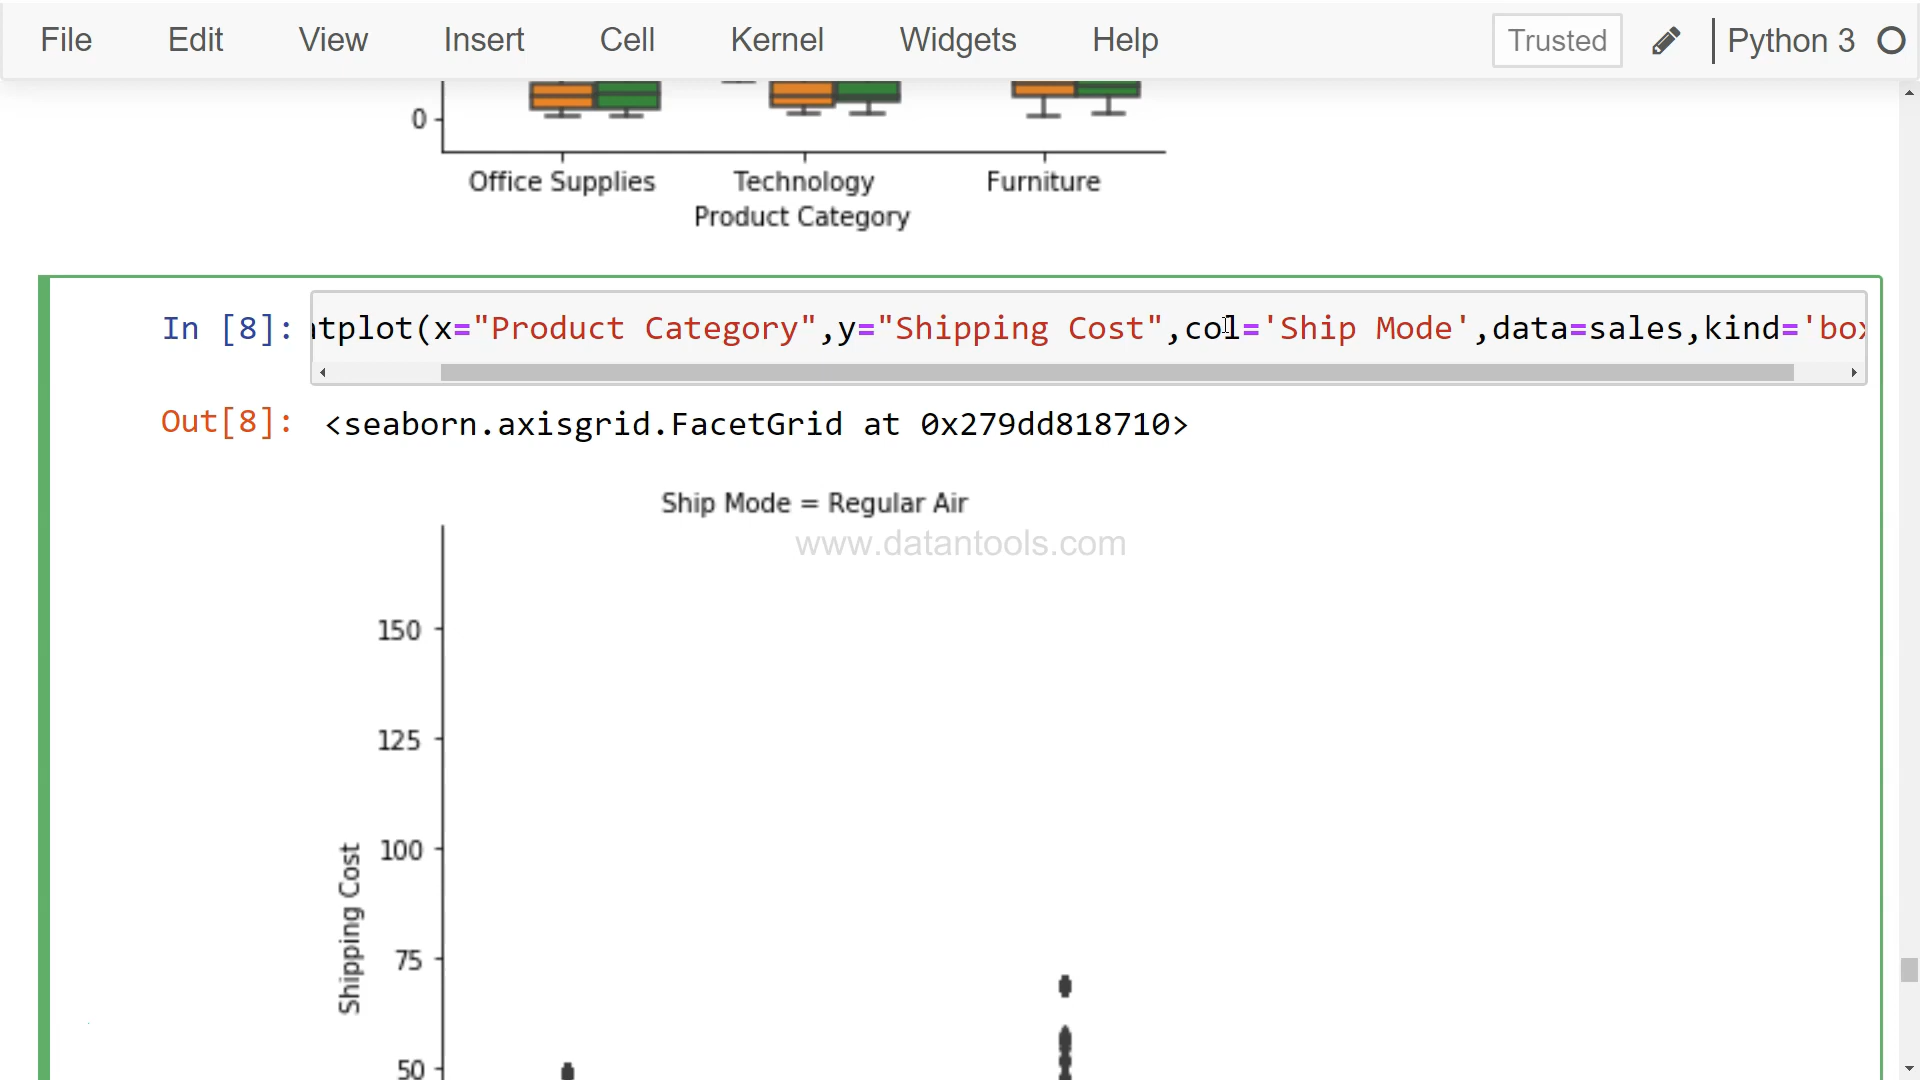 File Edit View Insert Cell Kernel Widgets Help Trusted Python 3
0
Office Supplies Technology Furniture
Product Category
In [8]: tplot(x="Product Category",y="Shipping Cost",col='Ship Mode',data=sales,kind='box
Out[8]: <seaborn.axisgrid.FacetGrid at 0x279dd818710>
Ship Mode = Regular Air
www.datantools.com
150
125
100
75
50
Shipping Cost